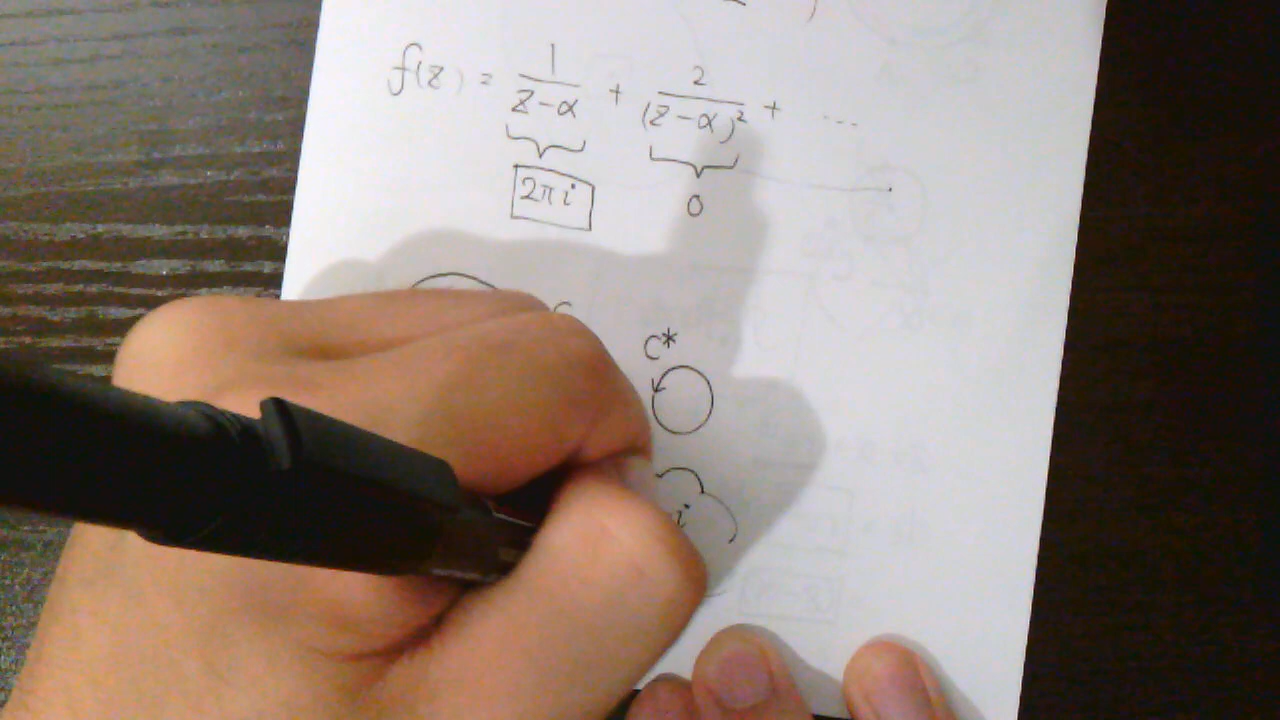 f(z) = 1/(z-α) + 2/(z-α)² + ...
2πi 0
C*
i